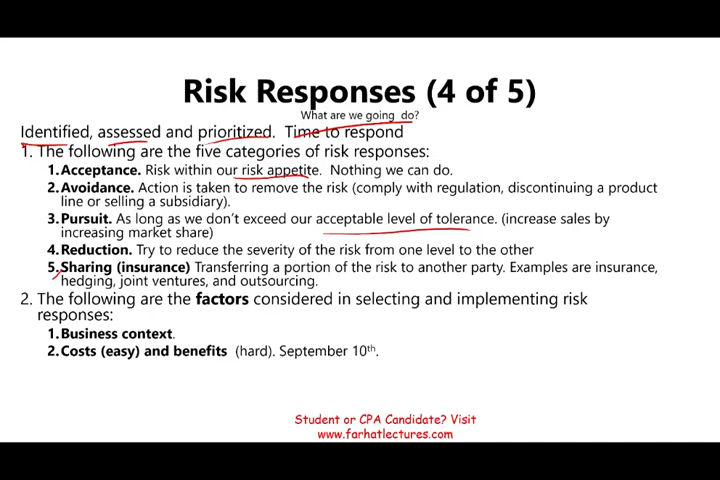 Risk Responses (4 of 5)
What are we going do?
Identified, assessed and prioritized. Time to respond
1. The following are the five categories of risk responses:
1. Acceptance. Risk within our risk appetite. Nothing we can do.
2. Avoidance. Action is taken to remove the risk (comply with regulation, discontinuing a product
line or selling a subsidiary).
3. Pursuit. As long as we don't exceed our acceptable level of tolerance. (increase sales by
increasing market share)
4. Reduction. Try to reduce the severity of the risk from one level to the other
5. Sharing (insurance) Transferring a portion of the risk to another party. Examples are insurance,
hedging, joint ventures, and outsourcing.
2. The following are the factors considered in selecting and implementing risk
responses:
1. Business context.
2. Costs (easy) and benefits (hard). September 10th.
Student or CPA Candidate? Visit
www.farhatlectures.com